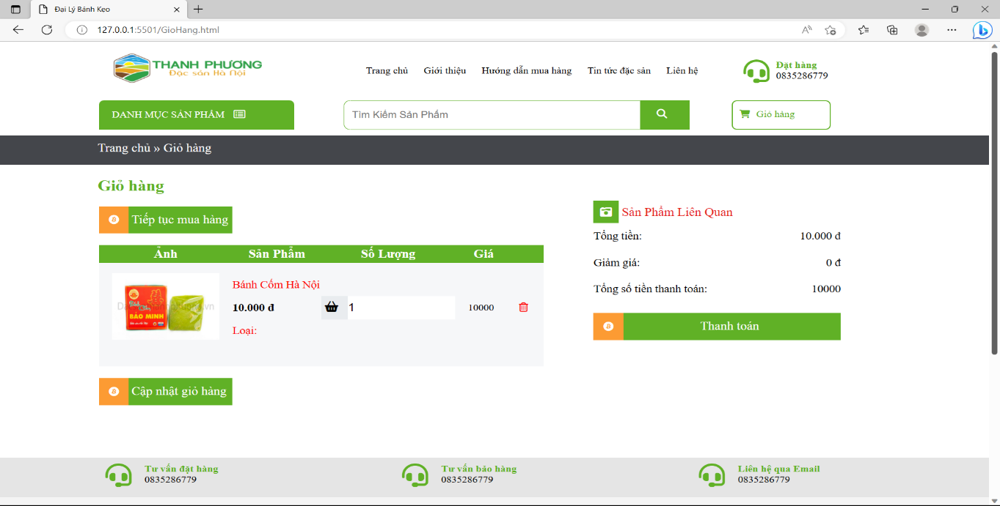 Đại Lý Bánh Kẹo
127.0.0.1:5501/GioHang.html
THANH PHƯƠNG
Đặc sản Hà Nội
Trang chủ Giới thiệu Hướng dẫn mua hàng Tin tức đặc sản Liên hệ
Đặt hàng
0835286779
DANH MỤC SẢN PHẨM
Tìm Kiếm Sản Phẩm
Giỏ hàng
Trang chủ » Giỏ hàng
Giỏ hàng
Tiếp tục mua hàng
Ảnh Sản Phẩm Số Lượng Giá
BẢO MINH
Bánh Cốm Hà Nội
10.000 đ 1 10000
Loại:
Cập nhật giỏ hàng
Sản Phẩm Liên Quan
Tổng tiền: 10.000 đ
Giảm giá: 0 đ
Tổng số tiền thanh toán: 10000
Thanh toán
Tư vấn đặt hàng
0835286779
Tư vấn bảo hàng
0835286779
Liên hệ qua Email
0835286779